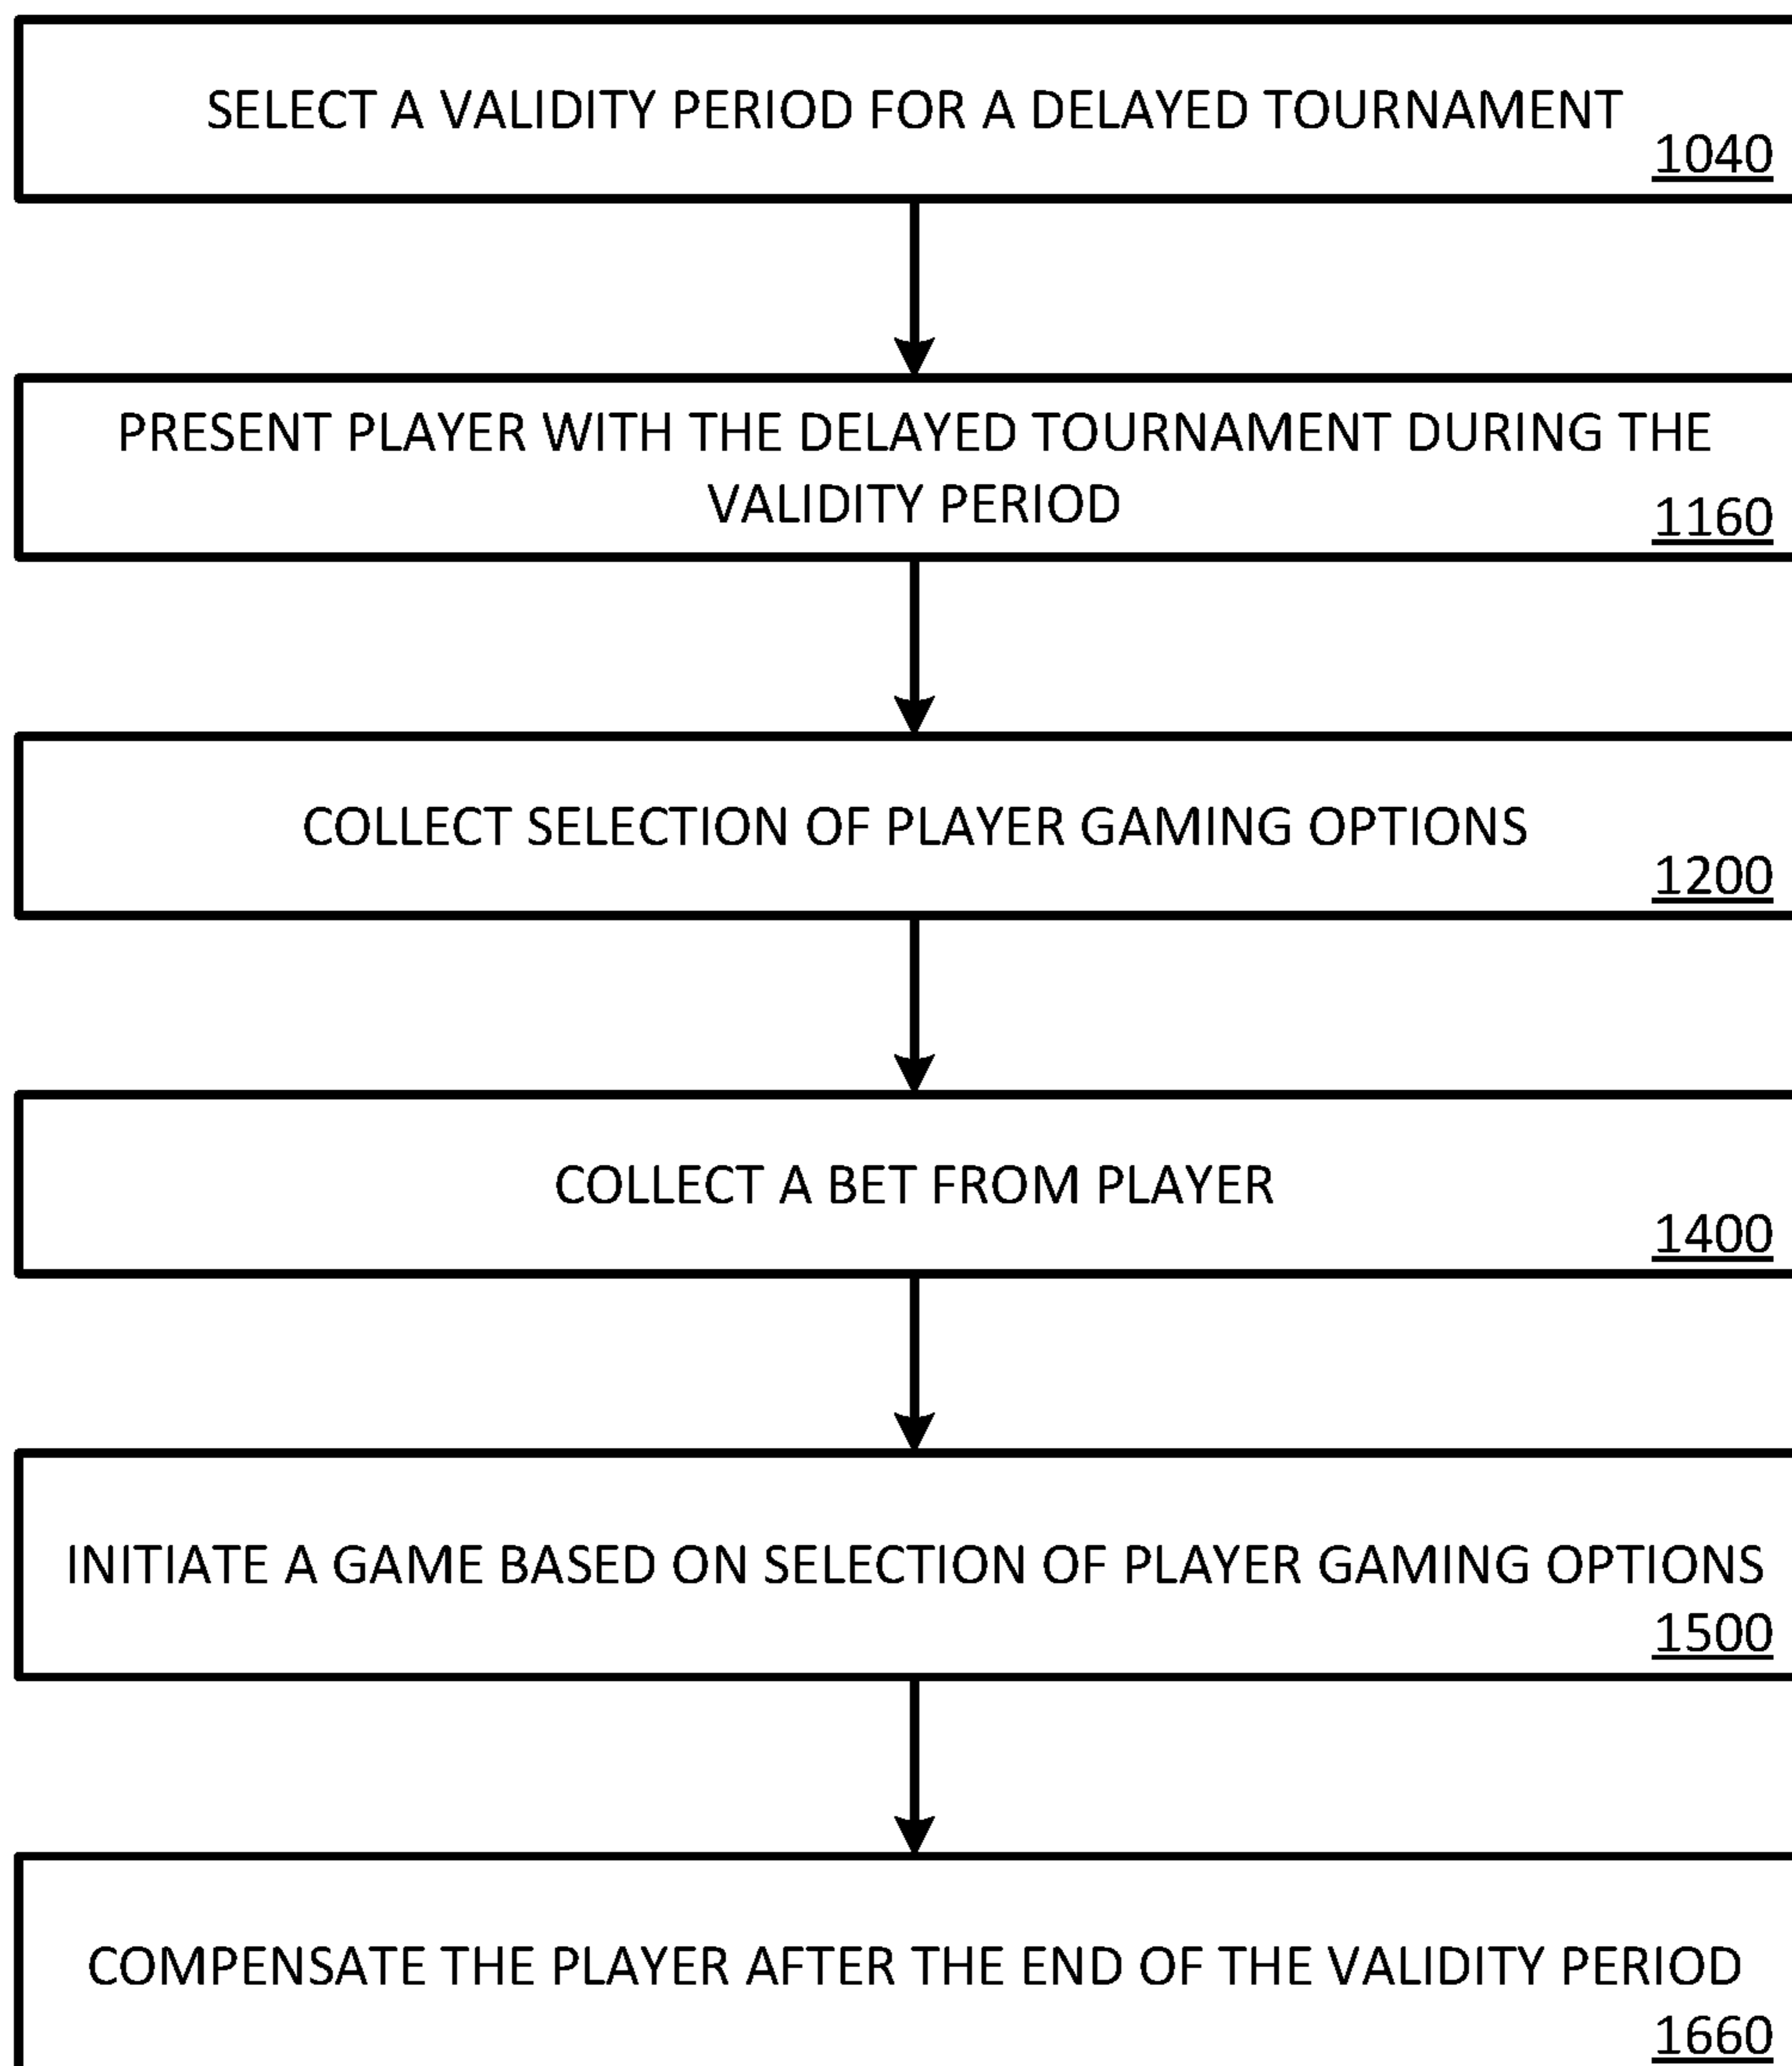 SELECT A VALIDITY PERIOD FOR A DELAYED TOURNAMENT
1040
PRESENT PLAYER WITH THE DELAYED TOURNAMENT DURING THE
VALIDITY PERIOD
1160
COLLECT SELECTION OF PLAYER GAMING OPTIONS
1200
COLLECT A BET FROM PLAYER
1400
INITIATE A GAME BASED ON SELECTION OF PLAYER GAMING OPTIONS
1500
COMPENSATE THE PLAYER AFTER THE END OF THE VALIDITY PERIOD
1660